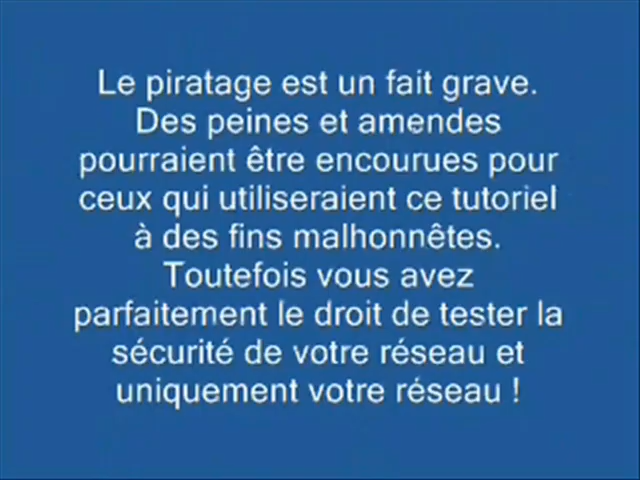 Le piratage est un fait grave.
Des peines et amendes
pourraient être encourues pour
ceux qui utiliseraient ce tutoriel
à des fins malhonnêtes.
Toutefois vous avez
parfaitement le droit de tester la
sécurité de votre réseau et
uniquement votre réseau !